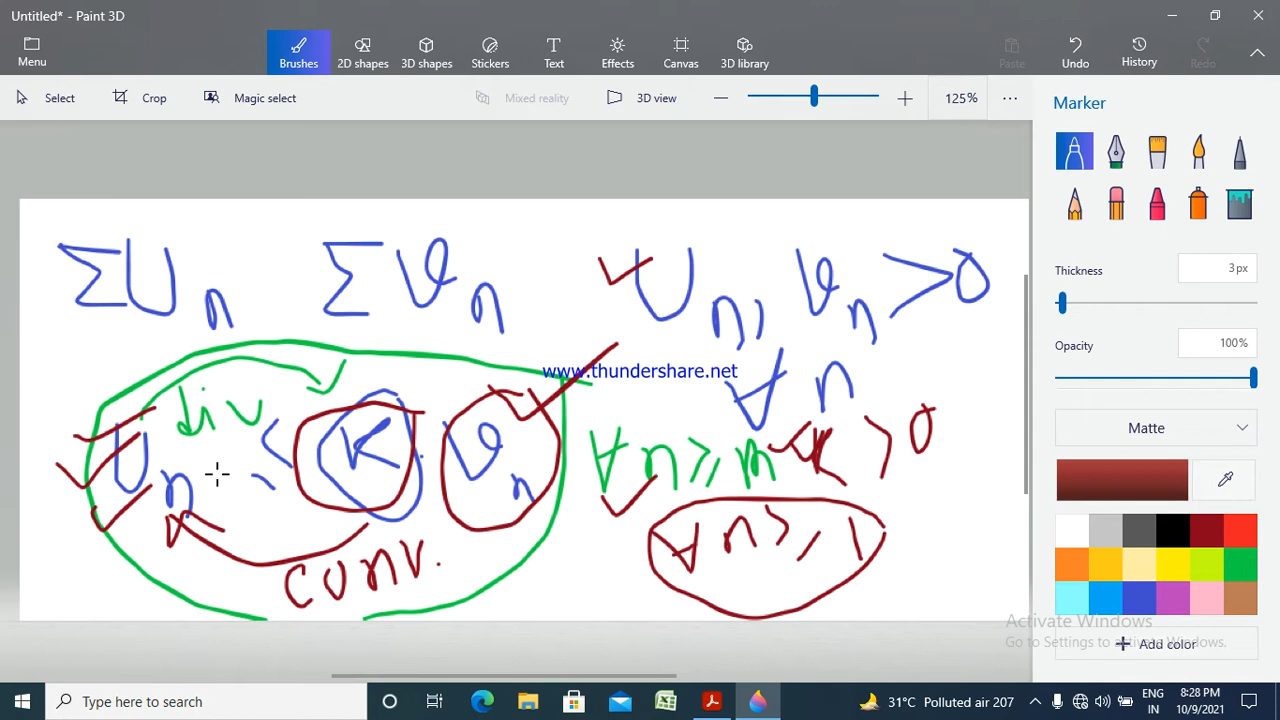 Untitled* - Paint 3D
Menu
Brushes
2D shapes
3D shapes
Stickers
Text
Effects
Canvas
3D library
Paste
Undo
History
Redo
Select
Crop
Magic select
Mixed reality
3D view
125%
Marker
ΣUn Σvn Un, vn > 0
∀ n
www.thundershare.net
div
Un < K vn ∀ n ≥ m K > 0
conv. ∀ n ≥ 1
Thickness
3px
Opacity
100%
Matte
Add color
Activate Windows
Go to Settings to activate Windows.
Type here to search
31°C Polluted air 207
ENG
IN
8:28 PM
10/9/2021